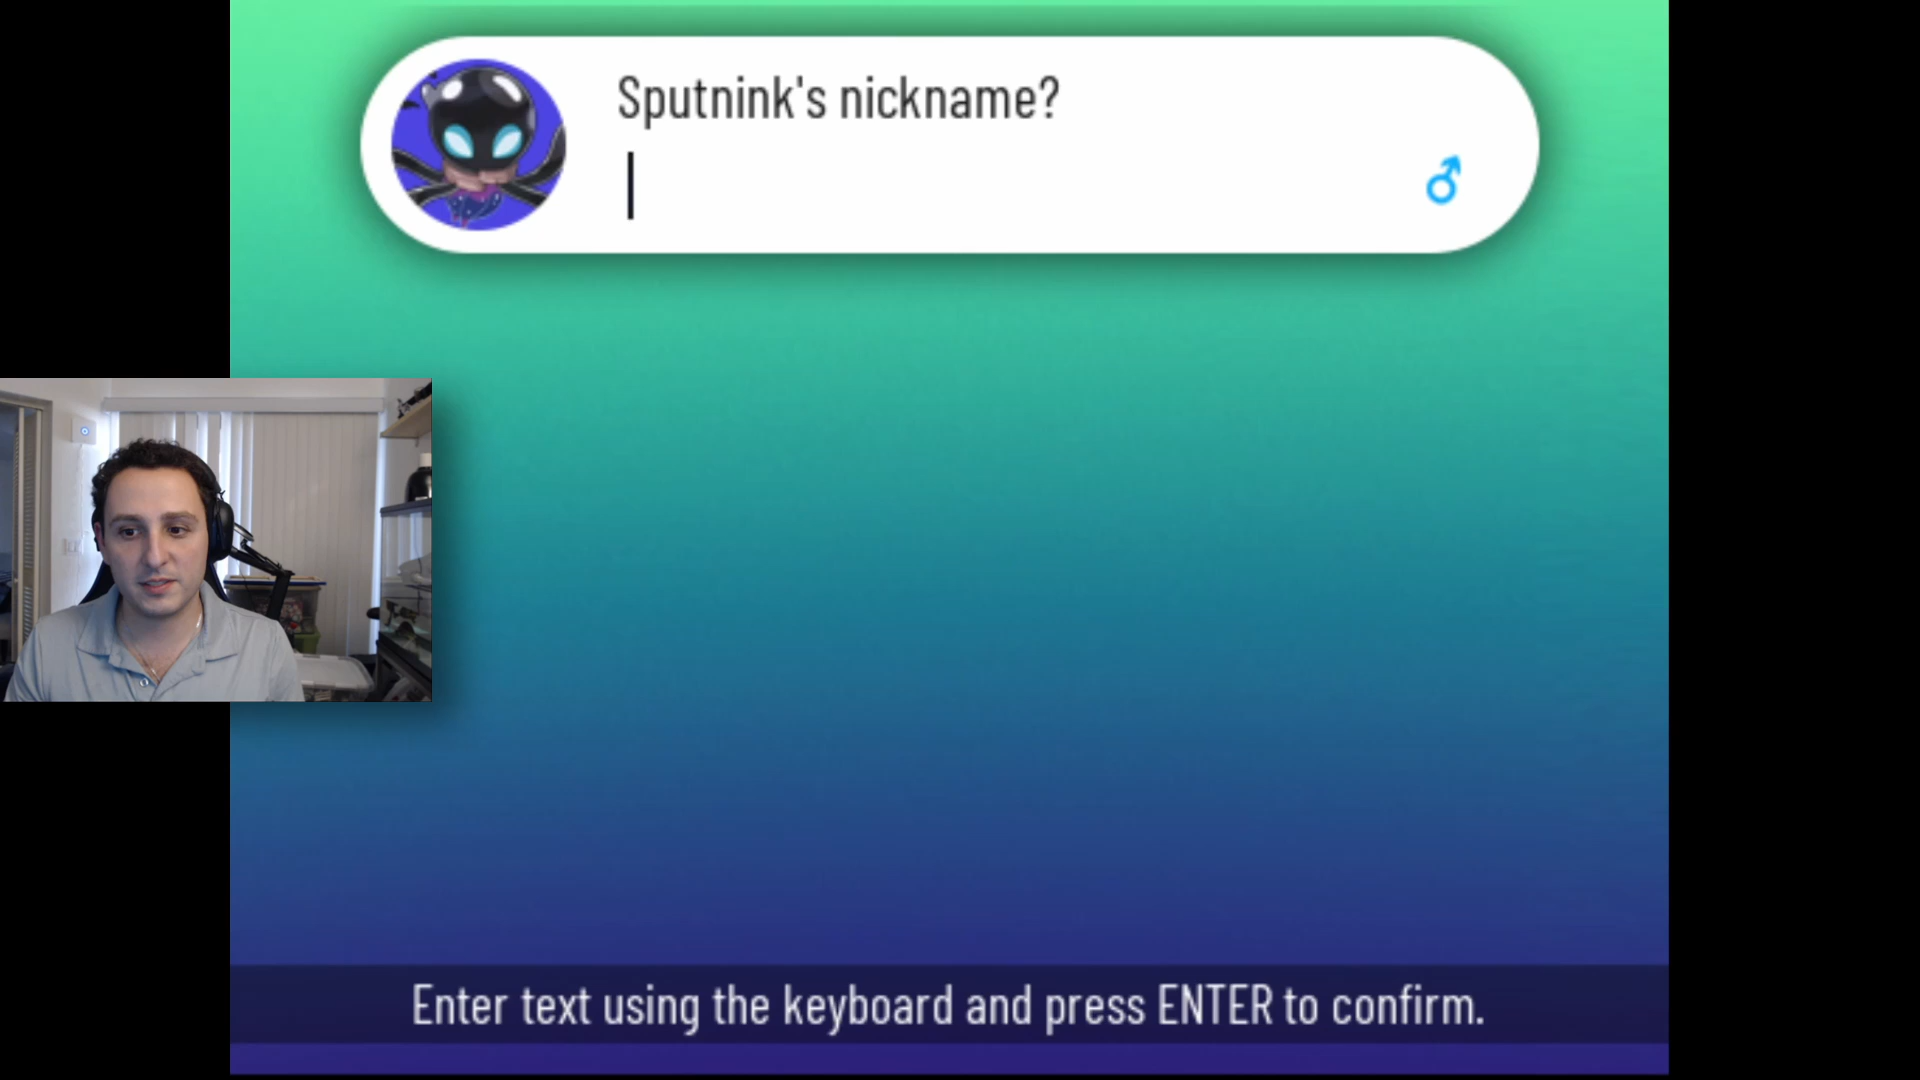 Sputnink's nickname?
Enter text using the keyboard and press ENTER to confirm.